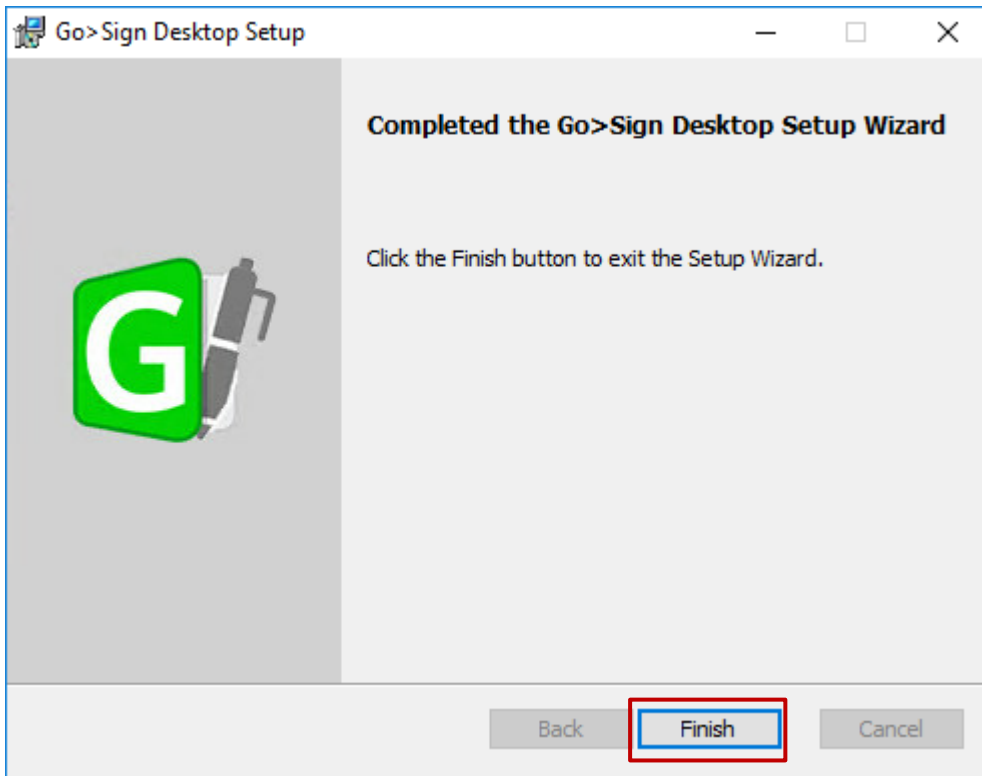 Go>Sign Desktop Setup
Completed the Go>Sign Desktop Setup Wizard
Click the Finish button to exit the Setup Wizard.
G
Back Finish Cancel